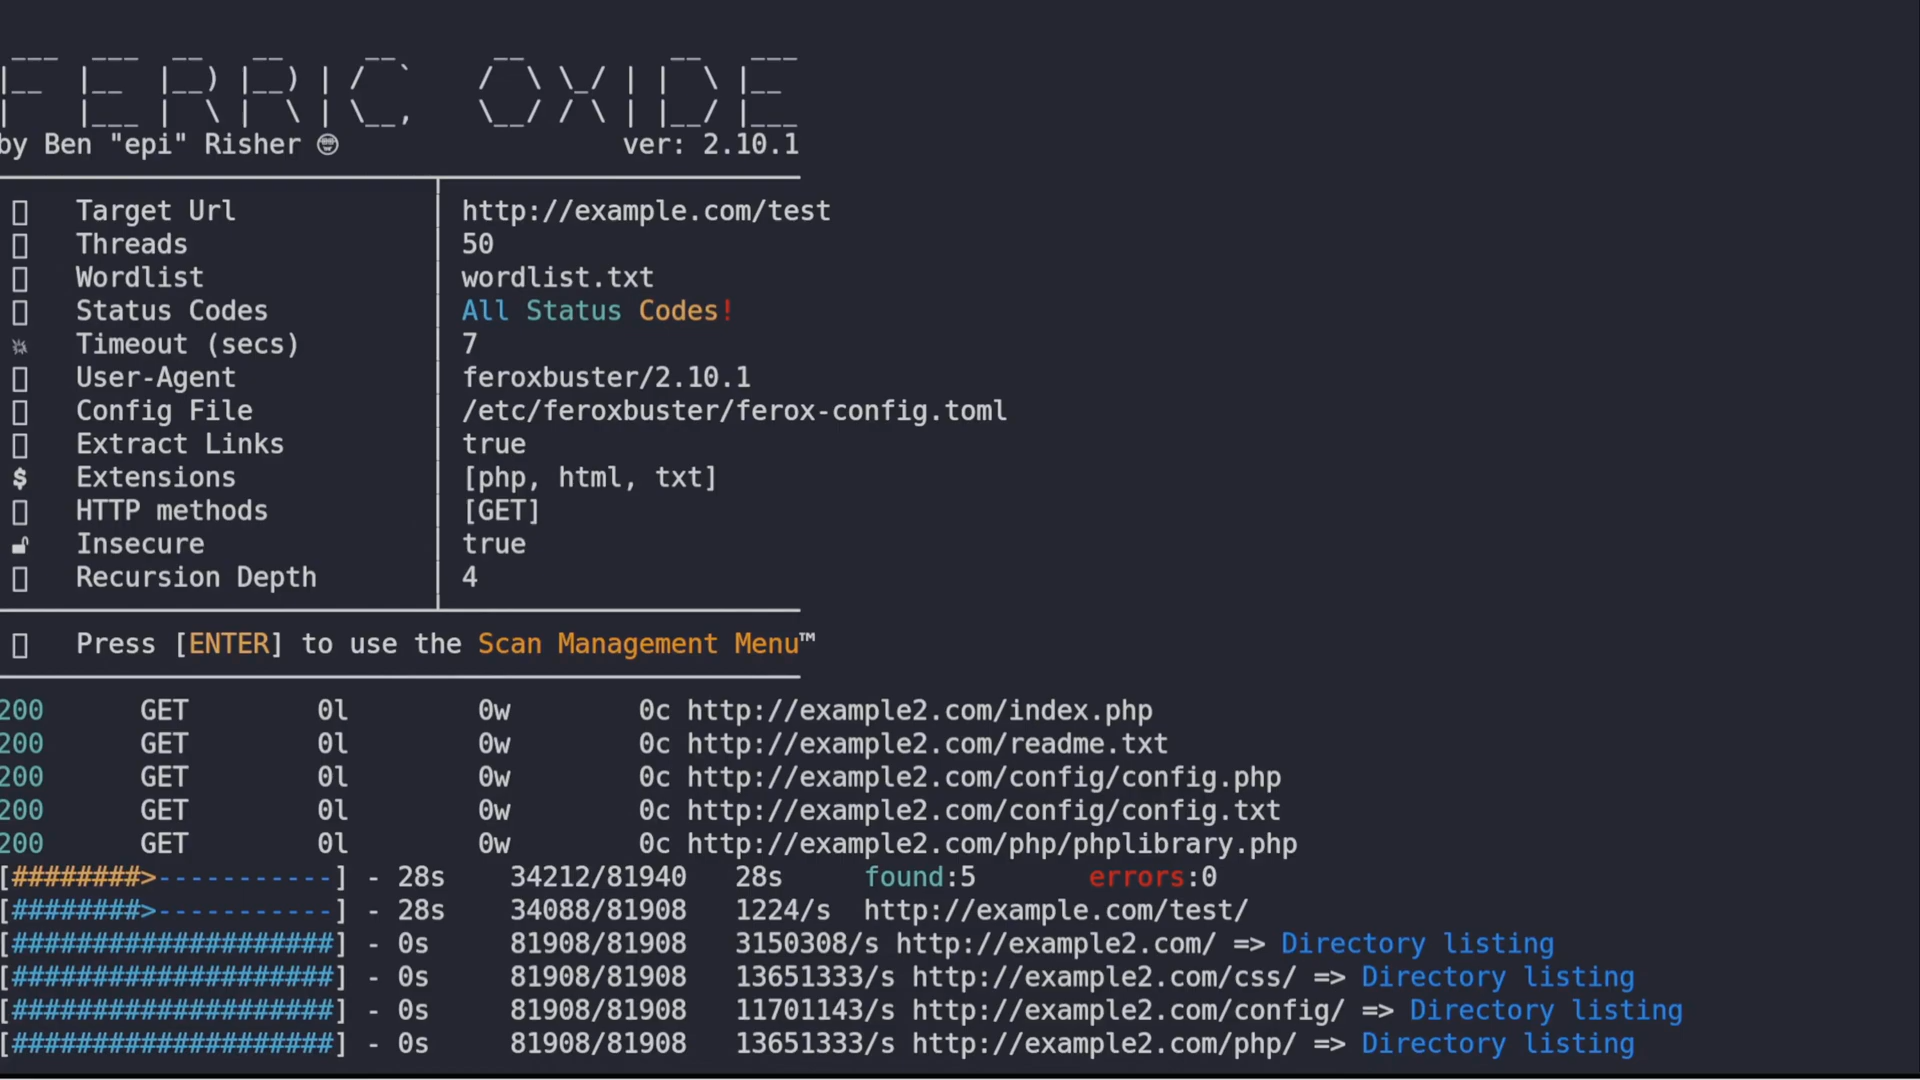 FERRIC OXIDE
by Ben "epi" Risher 🤓 ver: 2.10.1
Target Url │ http://example.com/test
Threads │ 50
Wordlist │ wordlist.txt
Status Codes │ All Status Codes!
Timeout (secs) │ 7
User-Agent │ feroxbuster/2.10.1
Config File │ /etc/feroxbuster/ferox-config.toml
Extract Links │ true
$ Extensions │ [php, html, txt]
HTTP methods │ [GET]
🔓 Insecure │ true
Recursion Depth │ 4
Press [ENTER] to use the Scan Management Menu™
200 GET 0l 0w 0c http://example2.com/index.php
200 GET 0l 0w 0c http://example2.com/readme.txt
200 GET 0l 0w 0c http://example2.com/config/config.php
200 GET 0l 0w 0c http://example2.com/config/config.txt
200 GET 0l 0w 0c http://example2.com/php/phplibrary.php
[########>-----------] - 28s 34212/81940 28s found:5 errors:0
[########>-----------] - 28s 34088/81908 1224/s http://example.com/test/
[####################] - 0s 81908/81908 3150308/s http://example2.com/ => Directory listing
[####################] - 0s 81908/81908 13651333/s http://example2.com/css/ => Directory listing
[####################] - 0s 81908/81908 11701143/s http://example2.com/config/ => Directory listing
[####################] - 0s 81908/81908 13651333/s http://example2.com/php/ => Directory listing